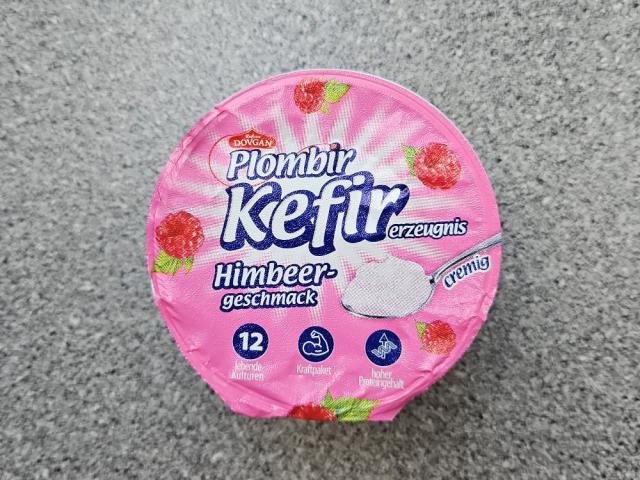 DOVGAN
Plombir
Kefir
erzeugnis
Himbeer-
geschmack
cremig
12
lebende
Kulturen
Kraftpaket
hoher
Proteingehalt